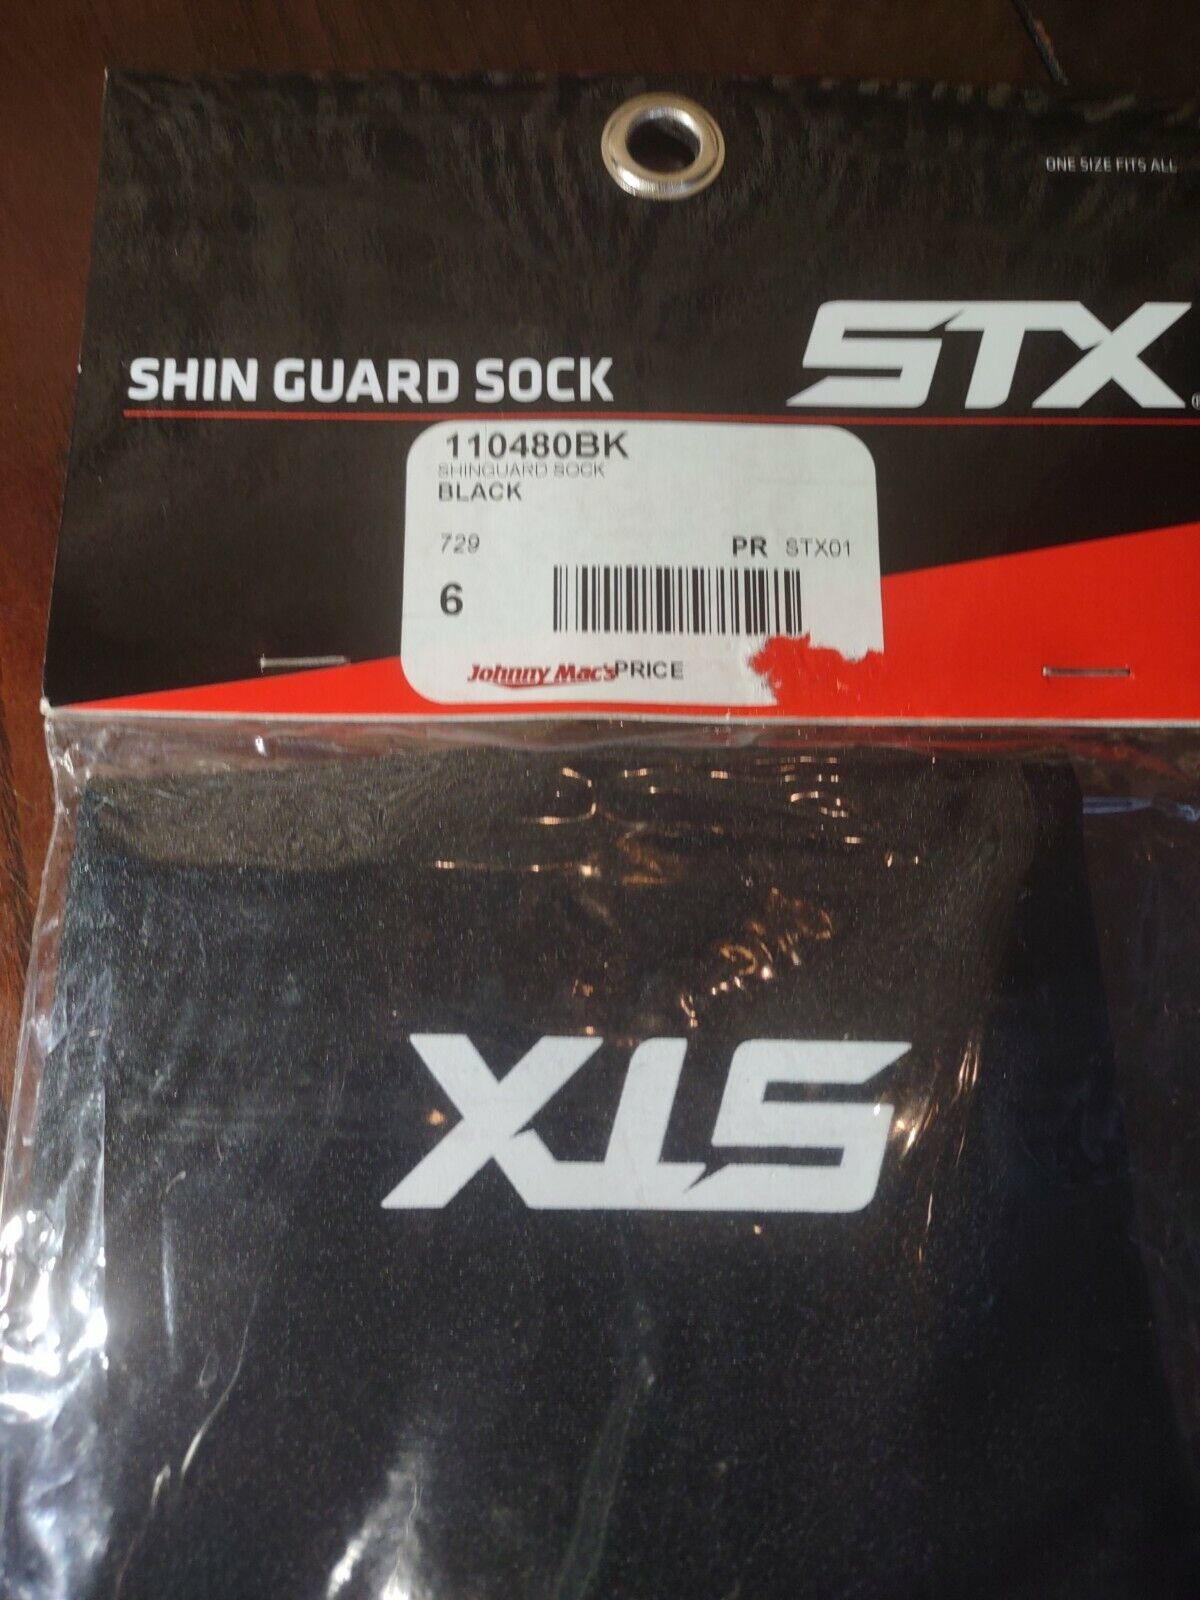 ONE SIZE FITS ALL
STX
SHIN GUARD SOCK
110480BK
SHINGUARD SOCK
BLACK
729 PR STX01
6
Johnny Mac's PRICE
STX